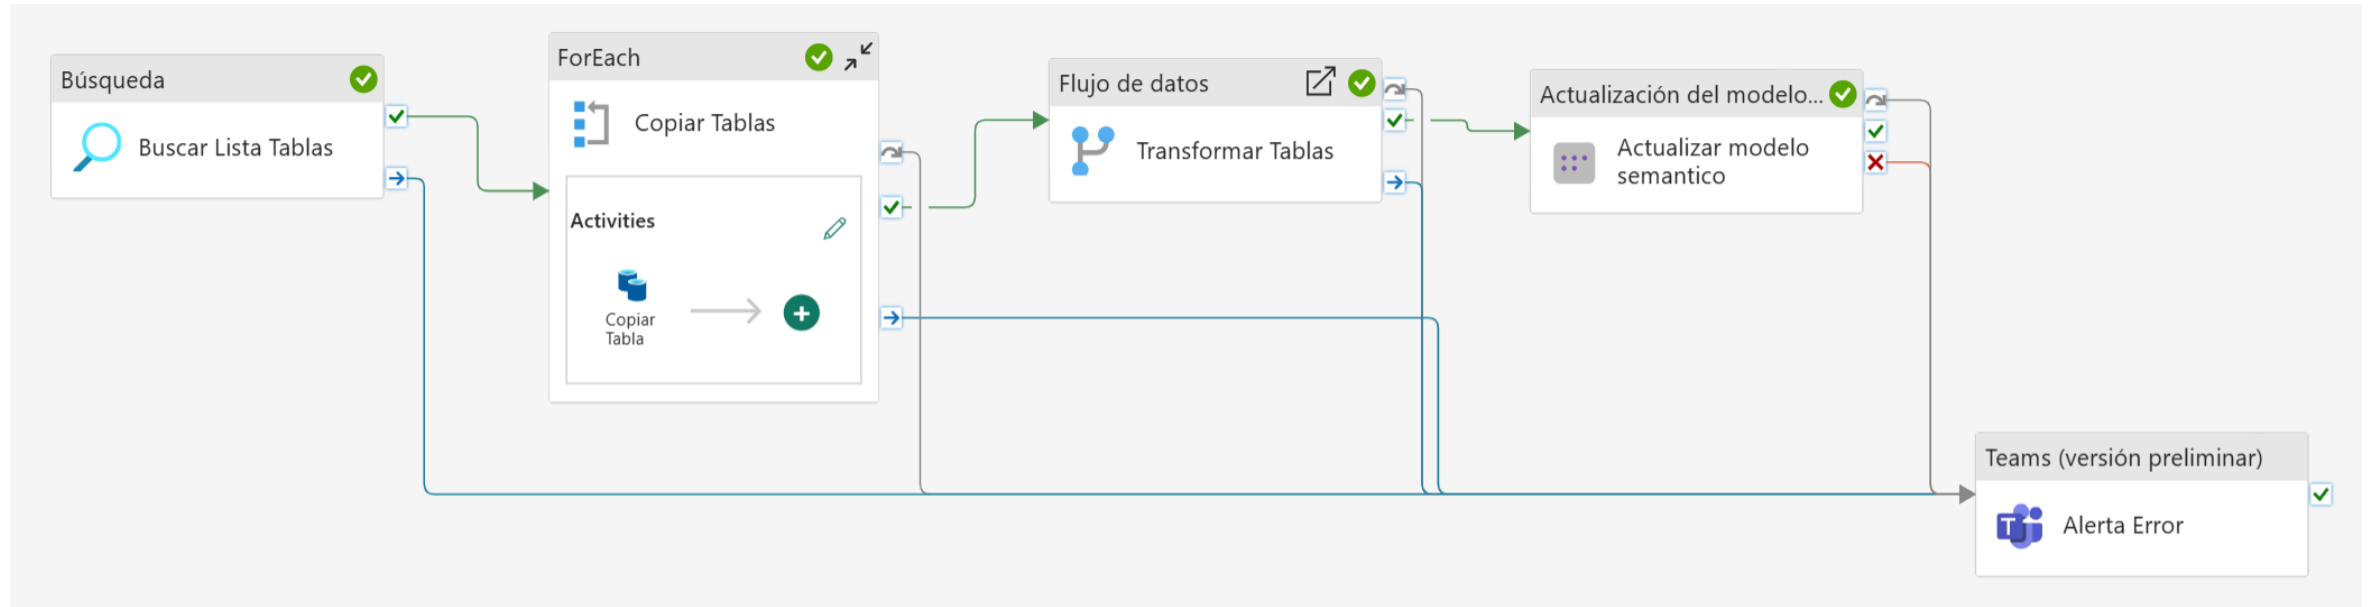 Búsqueda
Buscar Lista Tablas
ForEach
Copiar Tablas
Activities
Copiar
Tabla
Flujo de datos
Transformar Tablas
Actualización del modelo...
Actualizar modelo
semantico
Teams (versión preliminar)
T
Alerta Error